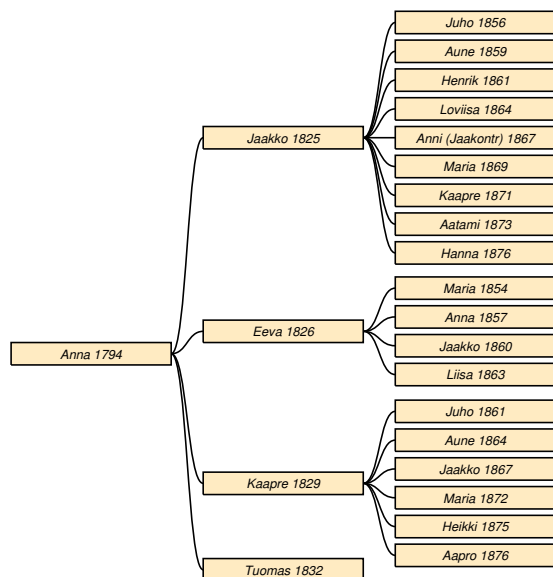 Anna 1794
Jaakko 1825
Juho 1856
Aune 1859
Henrik 1861
Loviisa 1864
Anni (Jaakontr) 1867
Maria 1869
Kaapre 1871
Aatami 1873
Hanna 1876
Eeva 1826
Maria 1854
Anna 1857
Jaakko 1860
Liisa 1863
Kaapre 1829
Juho 1861
Aune 1864
Jaakko 1867
Maria 1872
Heikki 1875
Aapro 1876
Tuomas 1832